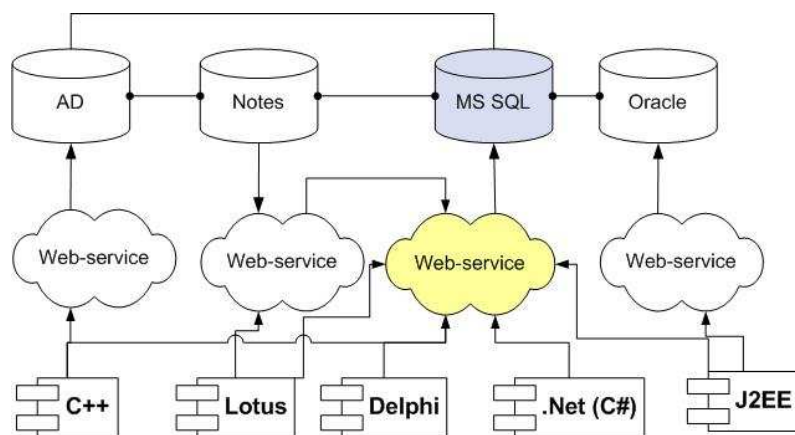 AD
Notes
MS SQL
Oracle
Web-service
Web-service
Web-service
Web-service
C++
Lotus
Delphi
.Net (C#)
J2EE